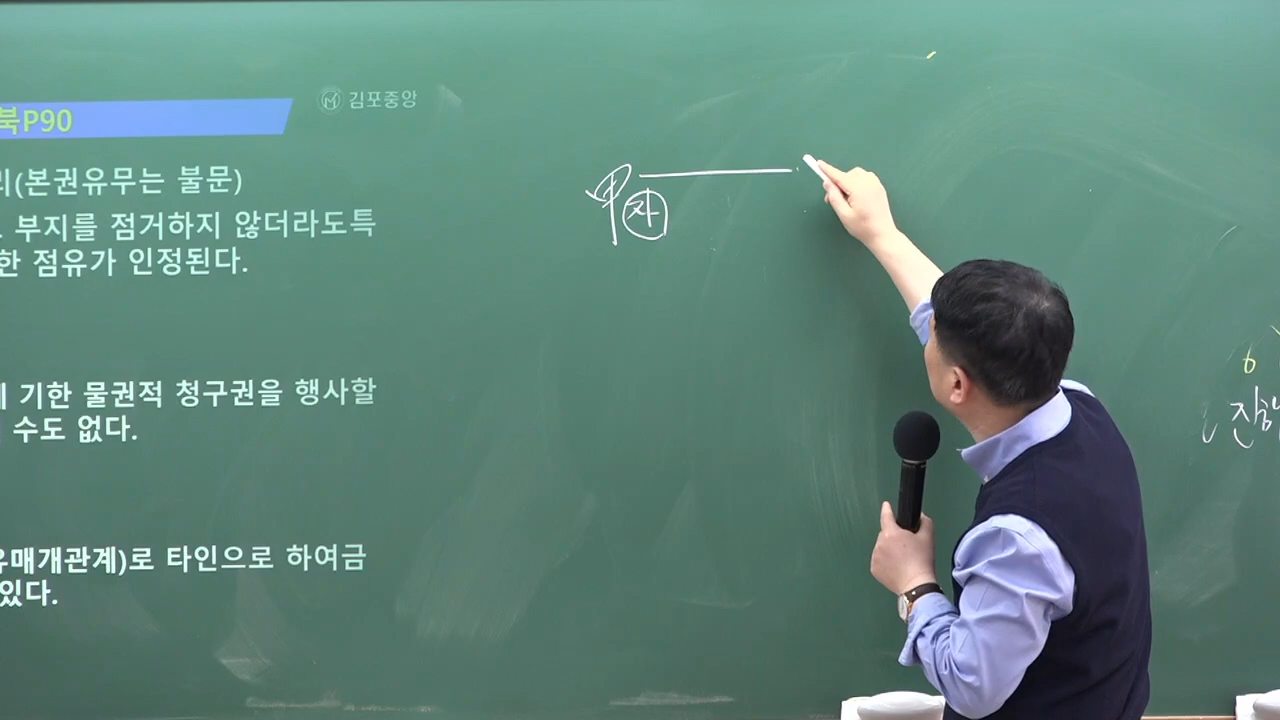 북P90
김포중앙
리(본권유무는 불문)
부지를 점거하지 않더라도특
한 점유가 인정된다.
기한 물권적 청구권을 행사할
수도 없다.
유매개관계)로 타인으로 하여금
있다.
甲 자
6